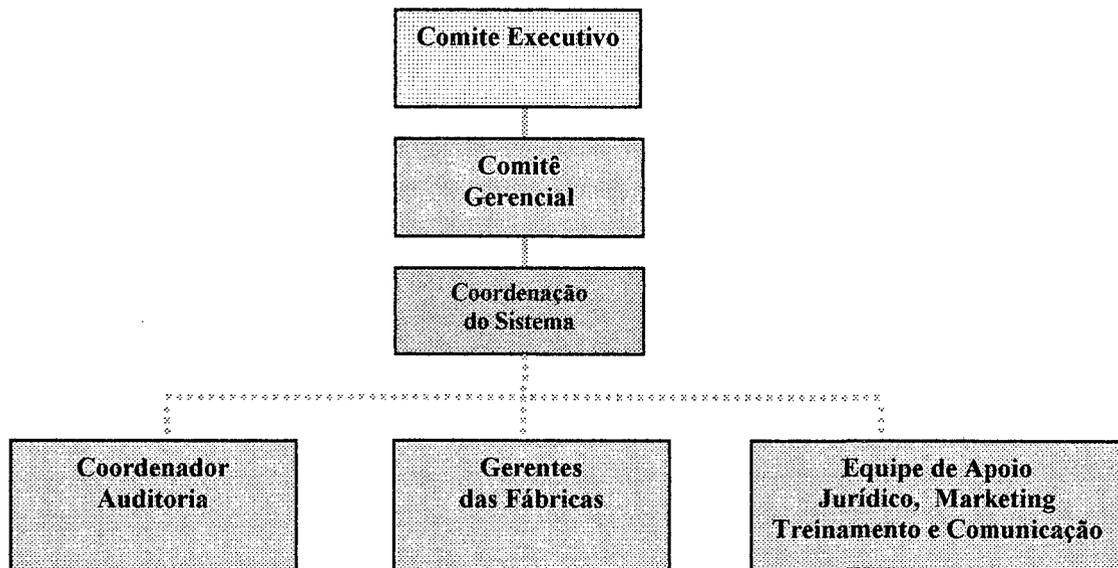 Comite Executivo
Comitê
Gerencial
Coordenação
do Sistema
Coordenador
Auditoria
Gerentes
das Fábricas
Equipe de Apoio
Jurídico, Marketing
Treinamento e Comunicação